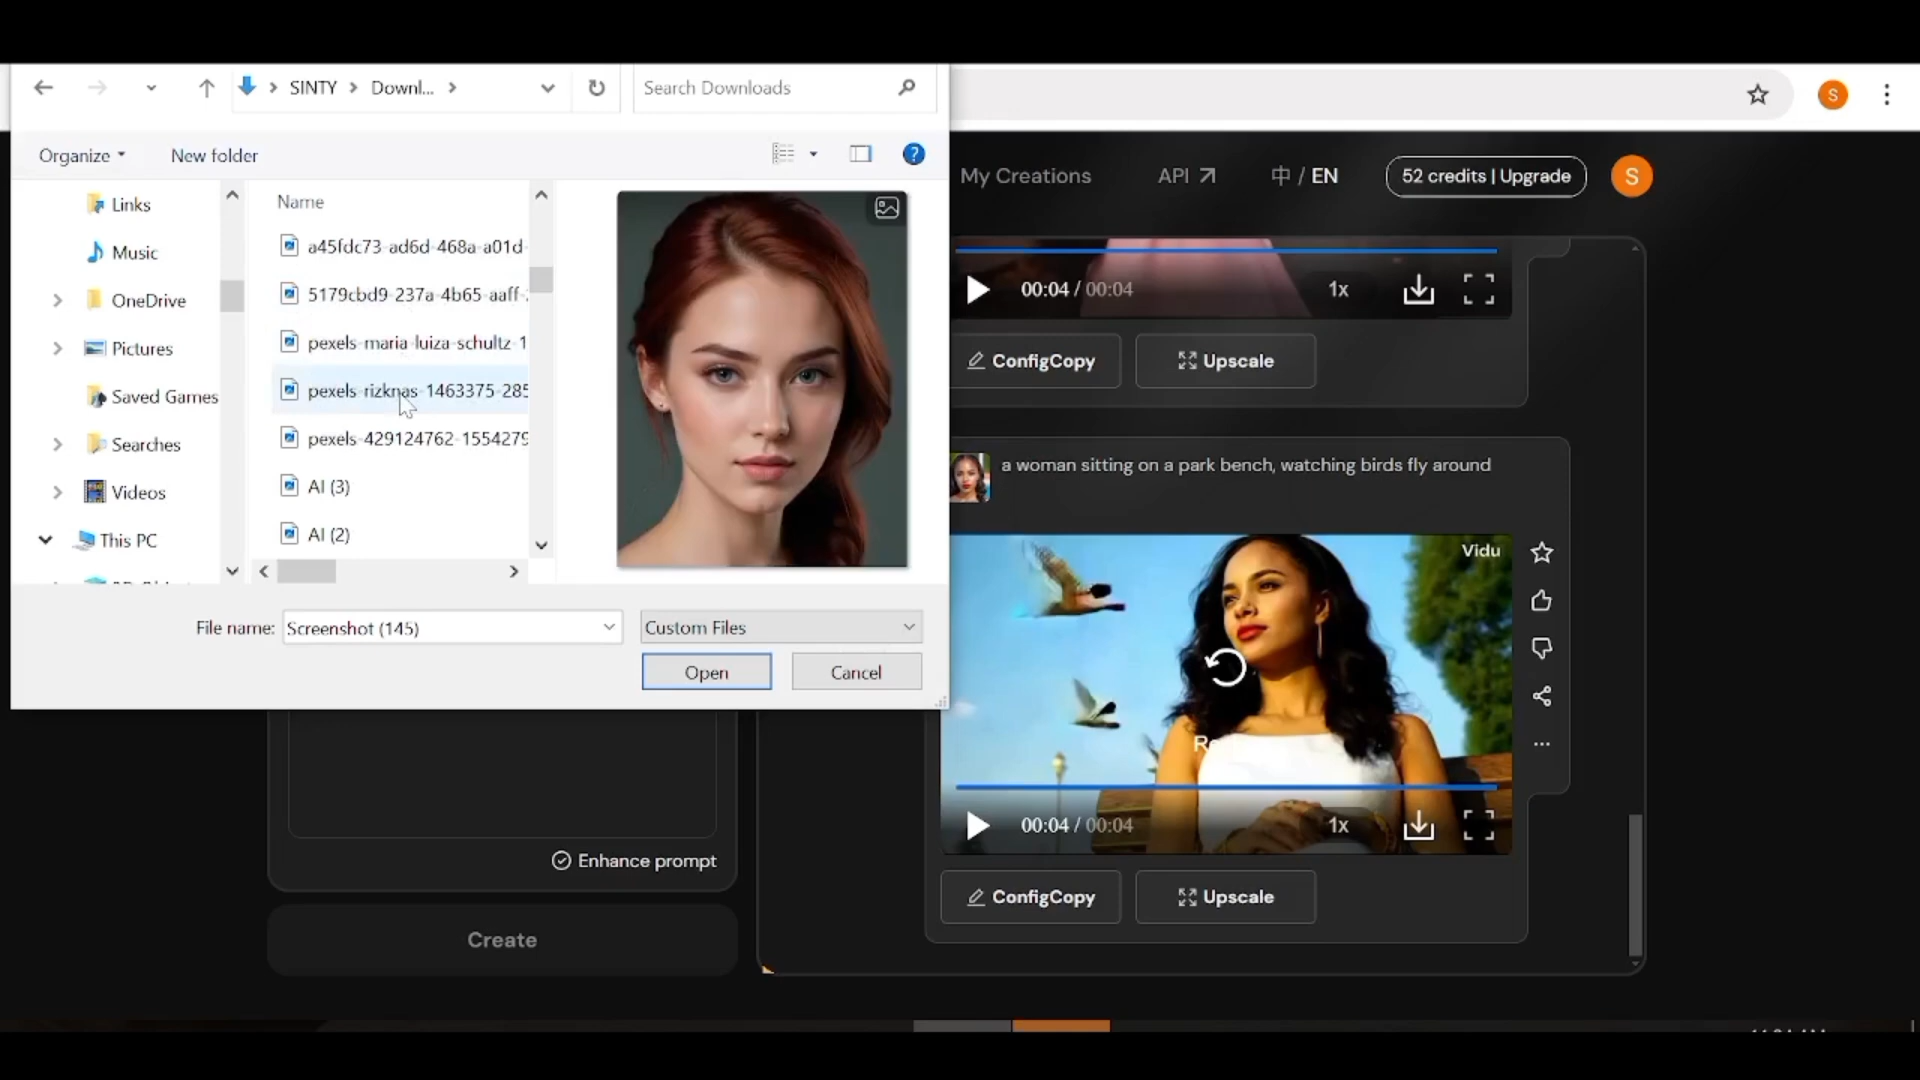 SINTY
Downl...
Search Downloads
S
Organize
New folder
?
My Creations
API
中 / EN
52 credits | Upgrade
S
Links
Music
OneDrive
Pictures
Saved Games
Searches
Videos
This PC
Name
a45fdc73-ad6d-468a-a01d-
5179cbd9-237a-4b65-aaff-
pexels-maria-luiza-schultz-1
pexels-rizknas-1463375-285
pexels-429124762-1554279
AI (3)
AI (2)
File name:
Screenshot (145)
Custom Files
Open
Cancel
00:04 / 00:04
1x
ConfigCopy
Upscale
a woman sitting on a park bench, watching birds fly around
Vidu
00:04 / 00:04
1x
ConfigCopy
Upscale
Enhance prompt
Create